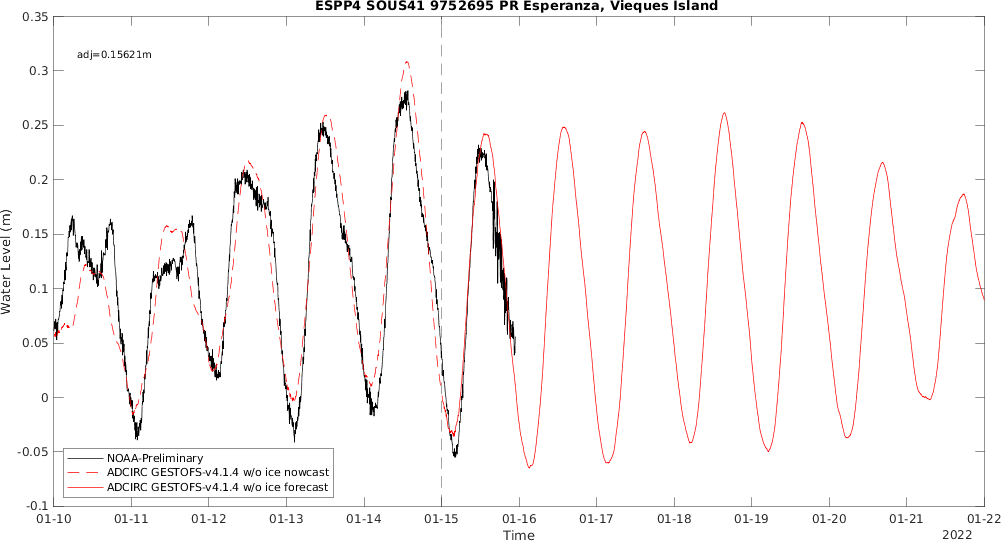 ESPP4 SOUS41 9752695 PR Esperanza, Vieques Island
0.35
adj=0.15621m
0.3
0.25
0.2
0.15
0.1
0.05
0
-0.05
-0.1
Water Level (m)
NOAA-Preliminary
ADCIRC GESTOFS-v4.1.4 w/o ice nowcast
ADCIRC GESTOFS-v4.1.4 w/o ice forecast
01-10 01-11 01-12 01-13 01-14 01-15 01-16 01-17 01-18 01-19 01-20 01-21 01-22
Time
2022